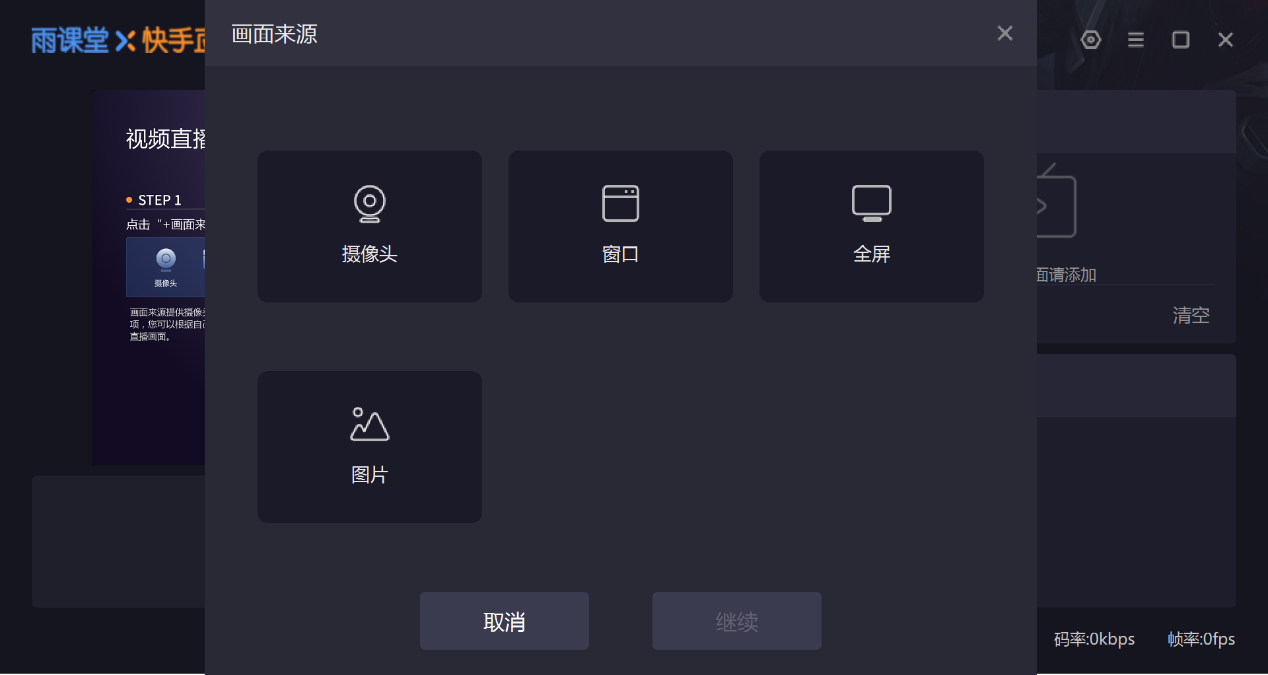 雨课堂 X 快手
画面来源
视频直播
STEP 1
点击“+画面来
摄像头
画面来源提供摄像头
项，您可以根据自己
直播画面。
摄像头
窗口
全屏
图片
面请添加
清空
取消
继续
码率:0kbps
帧率:0fps